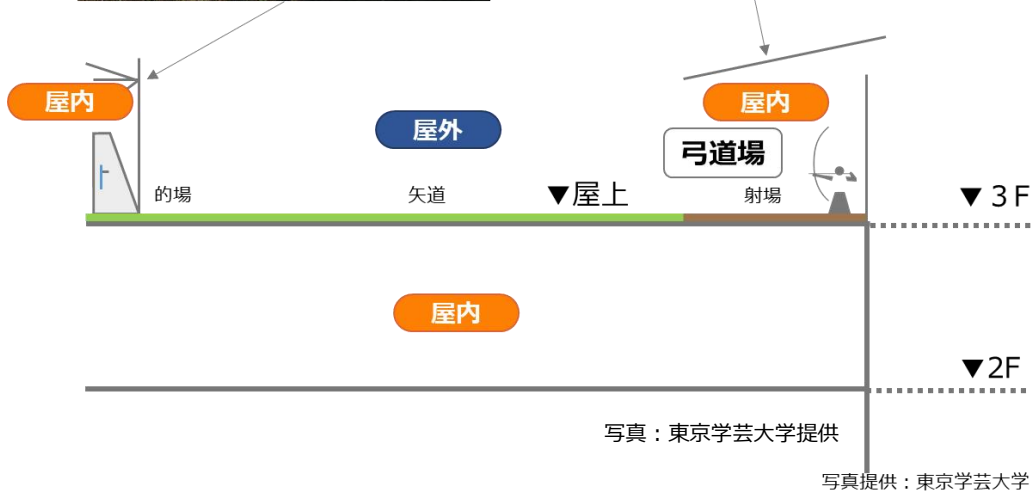 屋内
屋外
屋内
弓道場
的場
矢道
▼屋上
射場
▼３F
屋内
▼2F
写真：東京学芸大学提供
写真提供：東京学芸大学